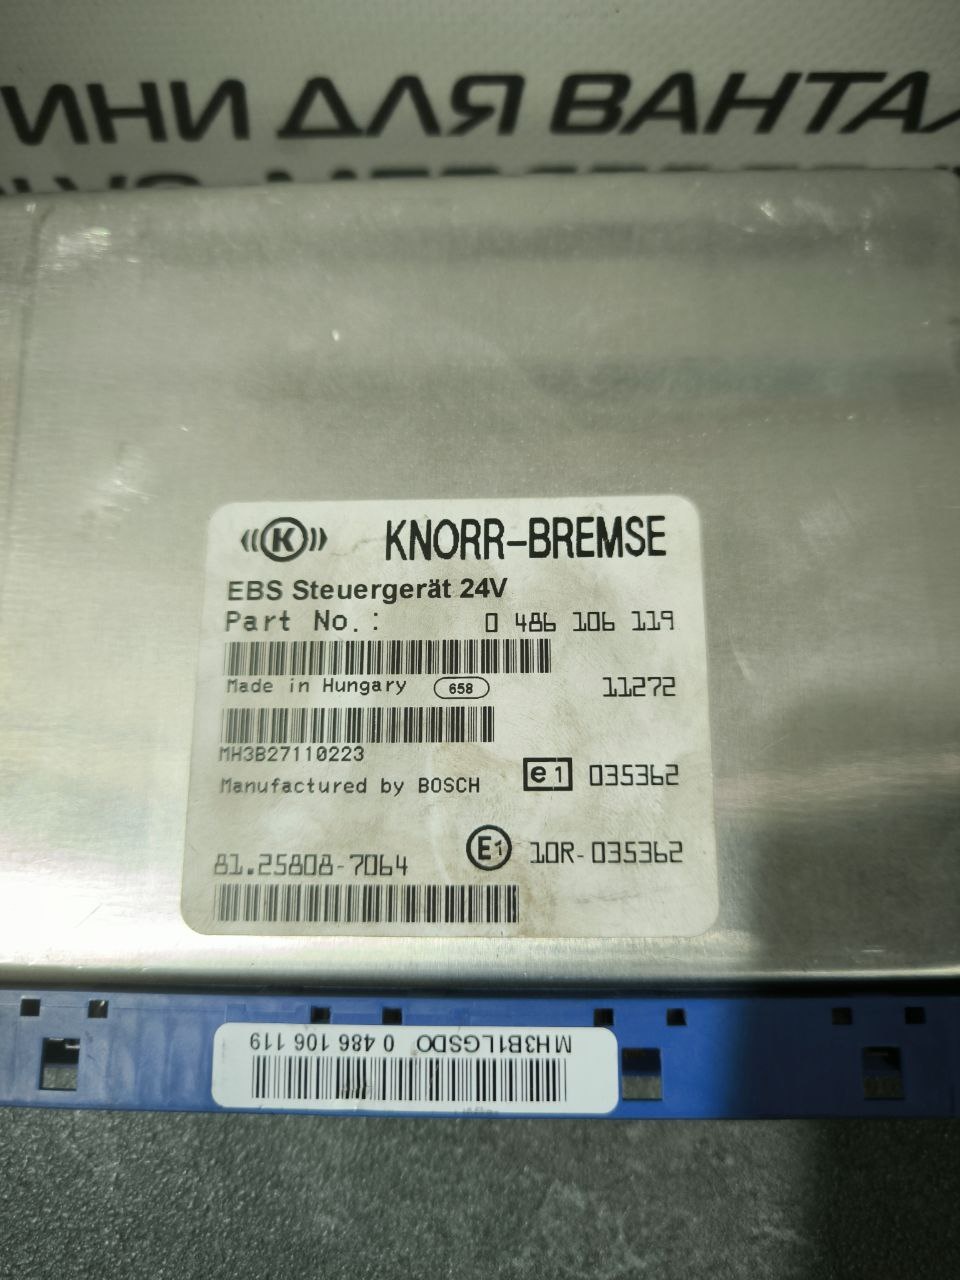 ИНИ ДЛЯ ВАНТА
K KNORR-BREMSE
EBS Steuergerät 24V
Part No.: 0 486 106 119
Made in Hungary 658 11272
MH3B27110223
e1 035362
Manufactured by BOSCH
E1 10R-035362
81.25808-7064
MH3B1LGSDO 0 486 106 119